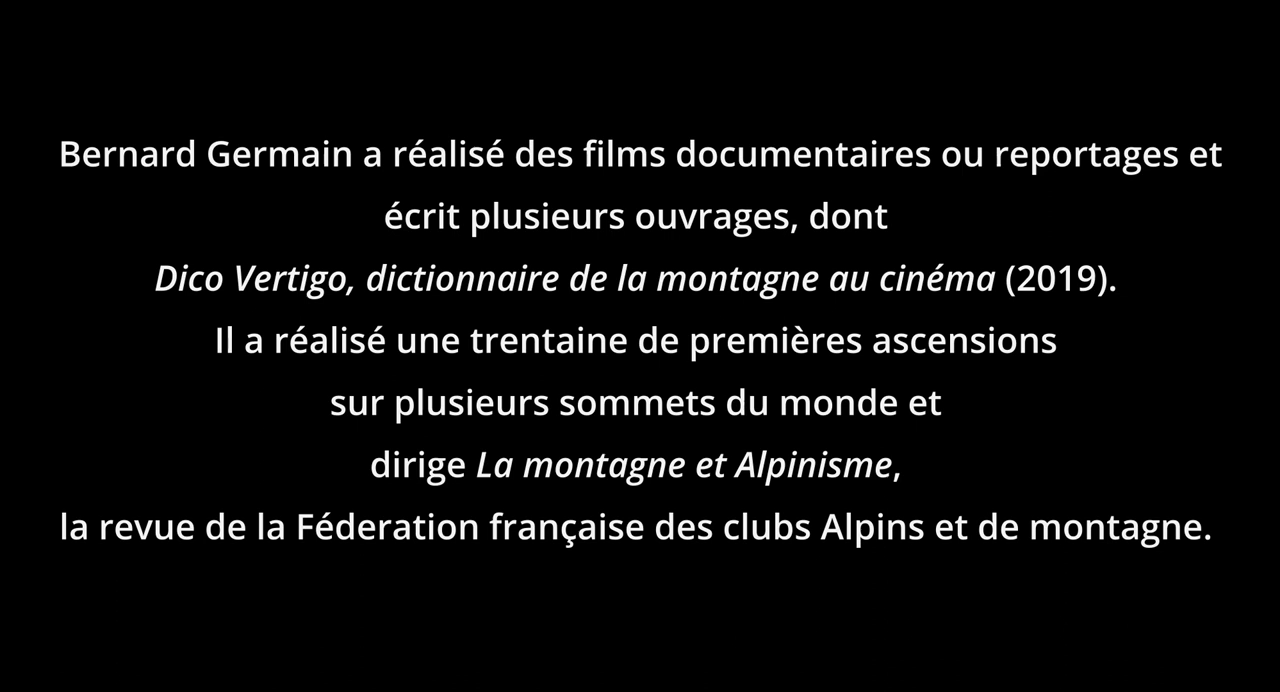 Bernard Germain a réalisé des films documentaires ou reportages et
écrit plusieurs ouvrages, dont
Dico Vertigo, dictionnaire de la montagne au cinéma (2019).
Il a réalisé une trentaine de premières ascensions
sur plusieurs sommets du monde et
dirige La montagne et Alpinisme,
la revue de la Féderation française des clubs Alpins et de montagne.